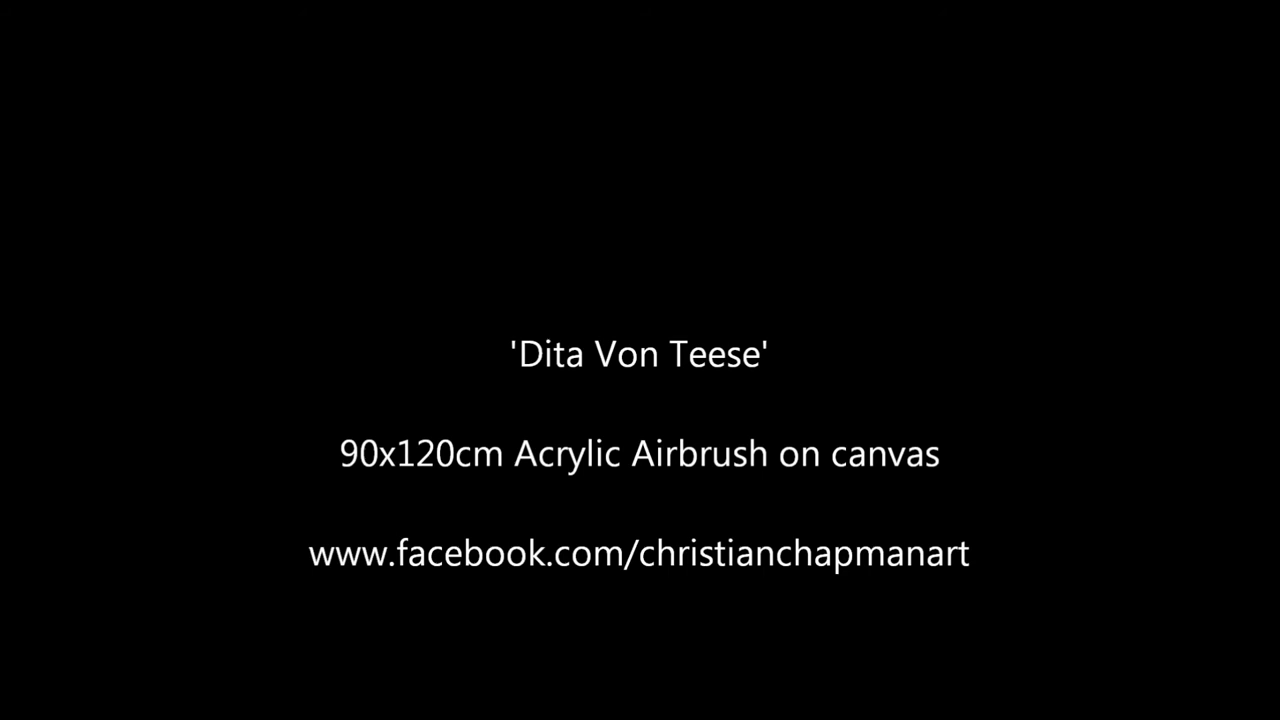 'Dita Von Teese'
90x120cm Acrylic Airbrush on canvas
www.facebook.com/christianchapmanart